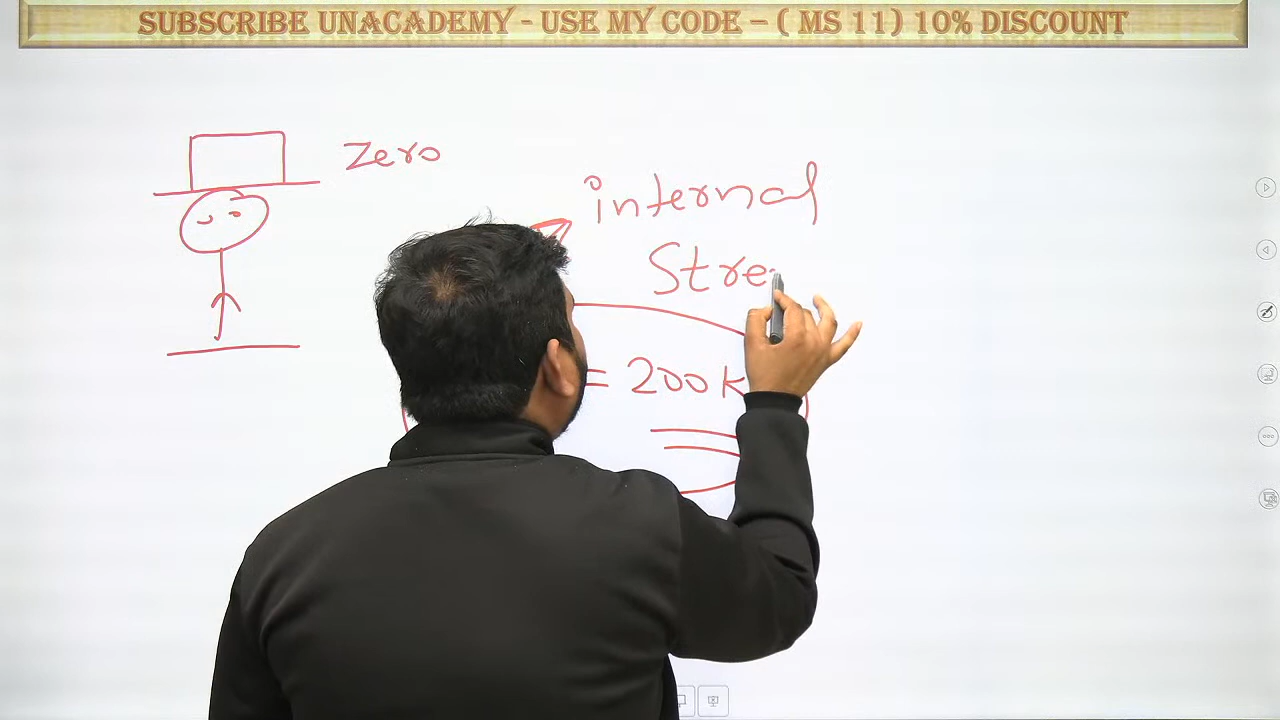 SUBSCRIBE UNACADEMY - USE MY CODE – ( MS 11) 10% DISCOUNT
Zero
internal
Stre
= 200 K